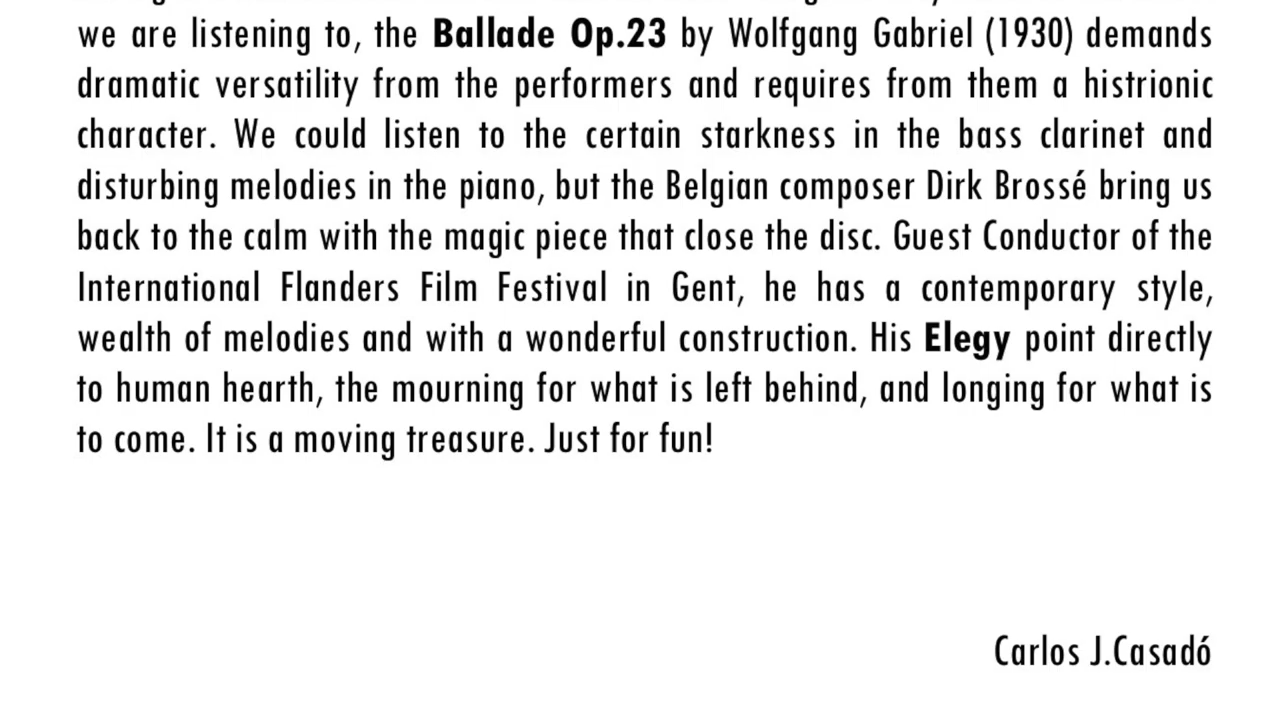 we are listening to, the Ballade Op.23 by Wolfgang Gabriel (1930) demands
dramatic versatility from the performers and requires from them a histrionic
character. We could listen to the certain starkness in the bass clarinet and
disturbing melodies in the piano, but the Belgian composer Dirk Brossé bring us
back to the calm with the magic piece that close the disc. Guest Conductor of the
International Flanders Film Festival in Gent, he has a contemporary style,
wealth of melodies and with a wonderful construction. His Elegy point directly
to human hearth, the mourning for what is left behind, and longing for what is
to come. It is a moving treasure. Just for fun!
Carlos J.Casadó